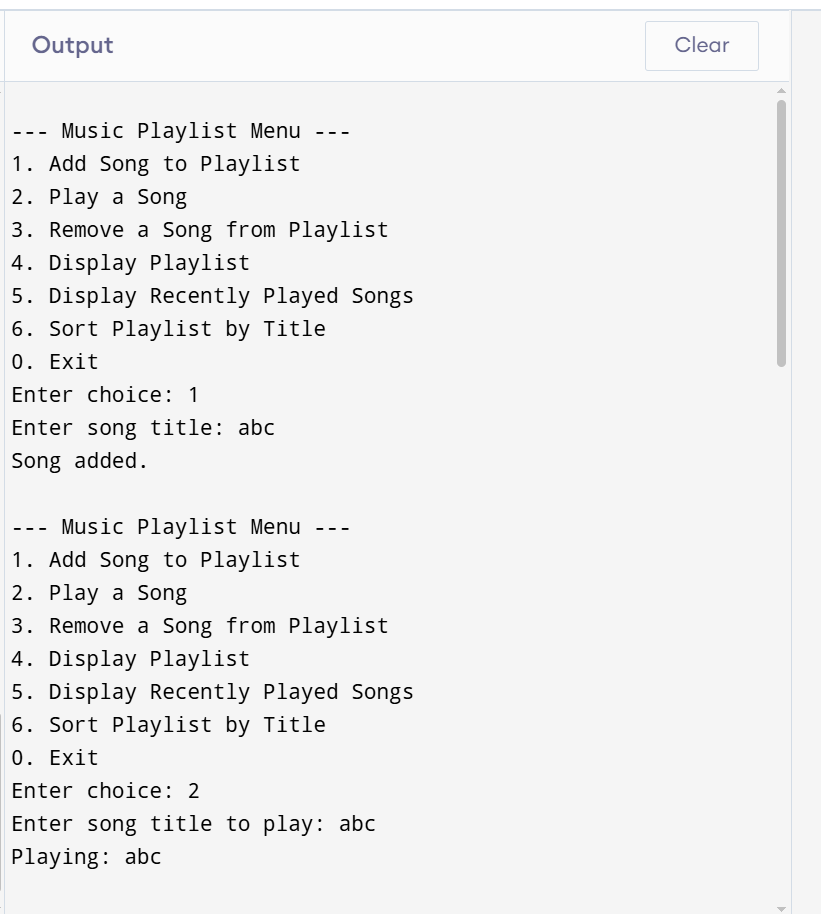 Output
Clear
--- Music Playlist Menu ---
1. Add Song to Playlist
2. Play a Song
3. Remove a Song from Playlist
4. Display Playlist
5. Display Recently Played Songs
6. Sort Playlist by Title
0. Exit
Enter choice: 1
Enter song title: abc
Song added.
--- Music Playlist Menu ---
1. Add Song to Playlist
2. Play a Song
3. Remove a Song from Playlist
4. Display Playlist
5. Display Recently Played Songs
6. Sort Playlist by Title
0. Exit
Enter choice: 2
Enter song title to play: abc
Playing: abc